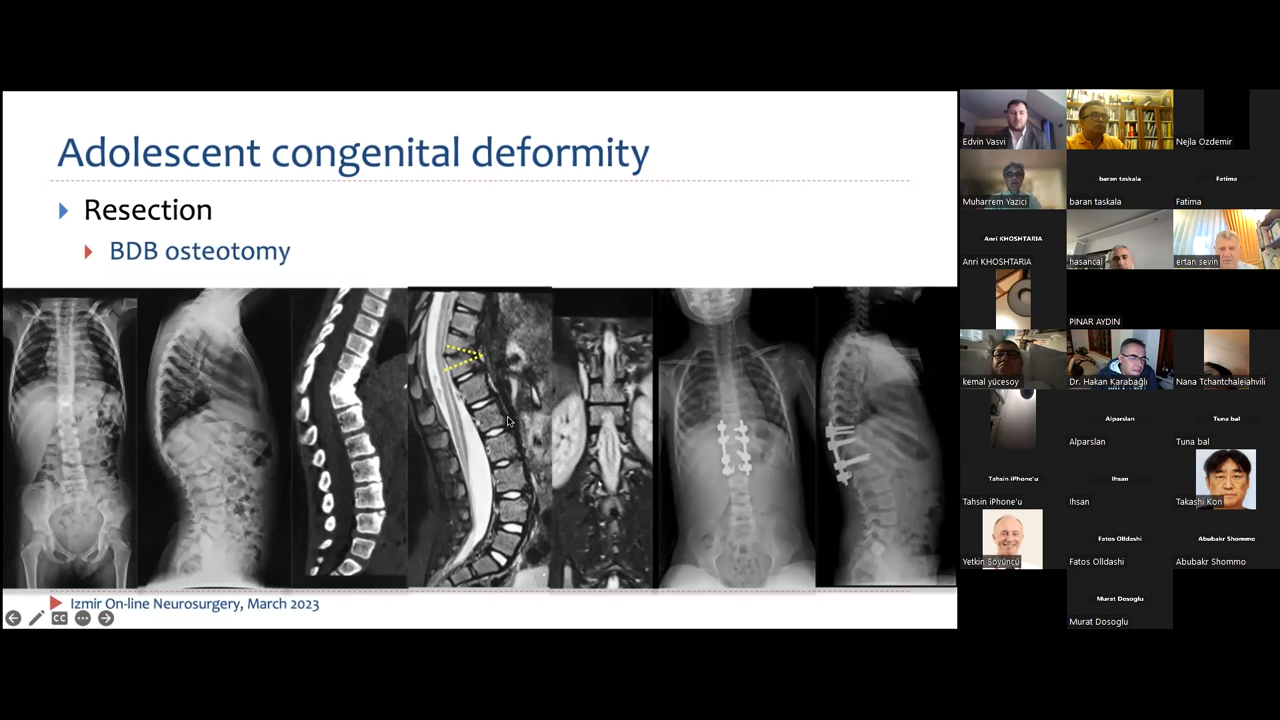 Adolescent congenital deformity
Resection
BDB osteotomy
Izmir On-line Neurosurgery, March 2023
CC
Edvin Vasvi
Nejla Ozdemir
Muharrem Yazici
baran taskala
baran taskala
Fatima
Fatima
Anri KHOSHTARIA
Anri KHOSHTARIA
hasancal
ertan sevin
PINAR AYDIN
kemal yücesoy
Dr. Hakan Karabağlı
Nana Tchantchaleiahvili
Alparslan
Alparslan
Tuna bal
Tuna bal
Tahsin iPhone'u
Tahsin iPhone'u
Ihsan
Ihsan
Takashi Kon
Yetkin Söyüncü
Fatos Olldashi
Fatos Olldashi
Abubakr Shommo
Abubakr Shommo
Murat Dosoglu
Murat Dosoglu